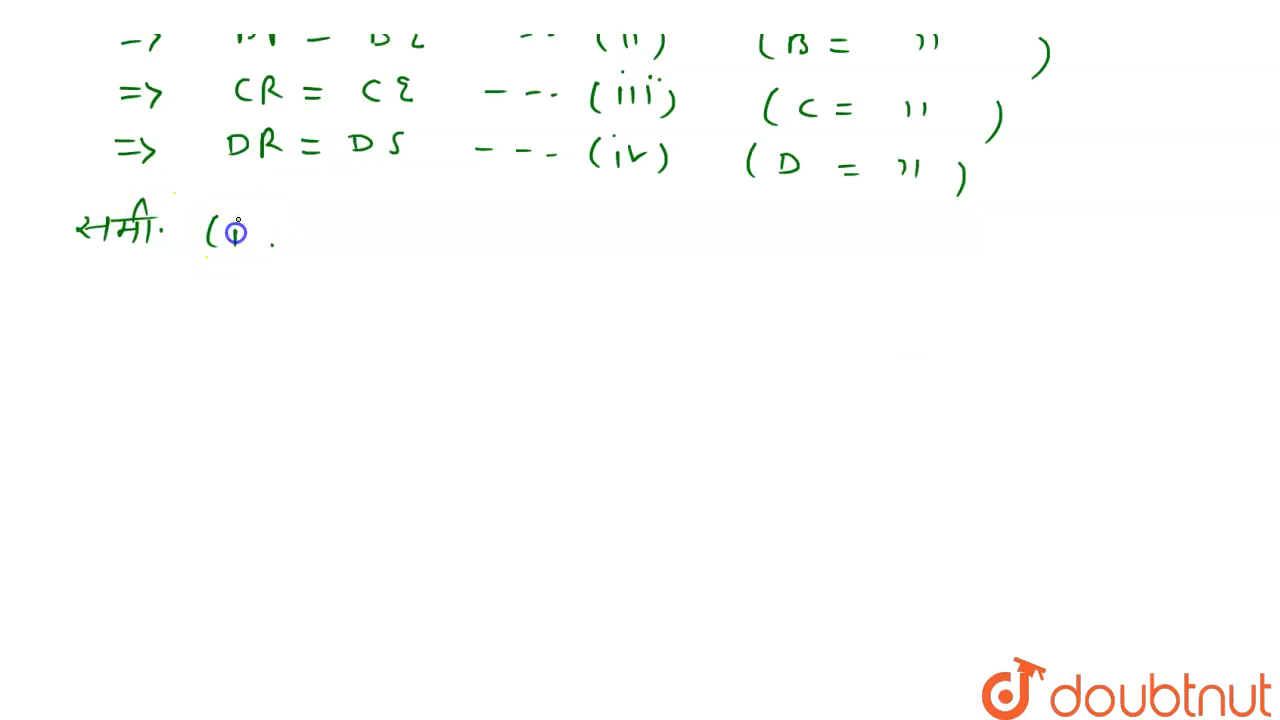 => CR = CQ --- (iii) ( C = " )
=> DR = DS --- (iv) ( D = " )
समी. (i
doubtnut